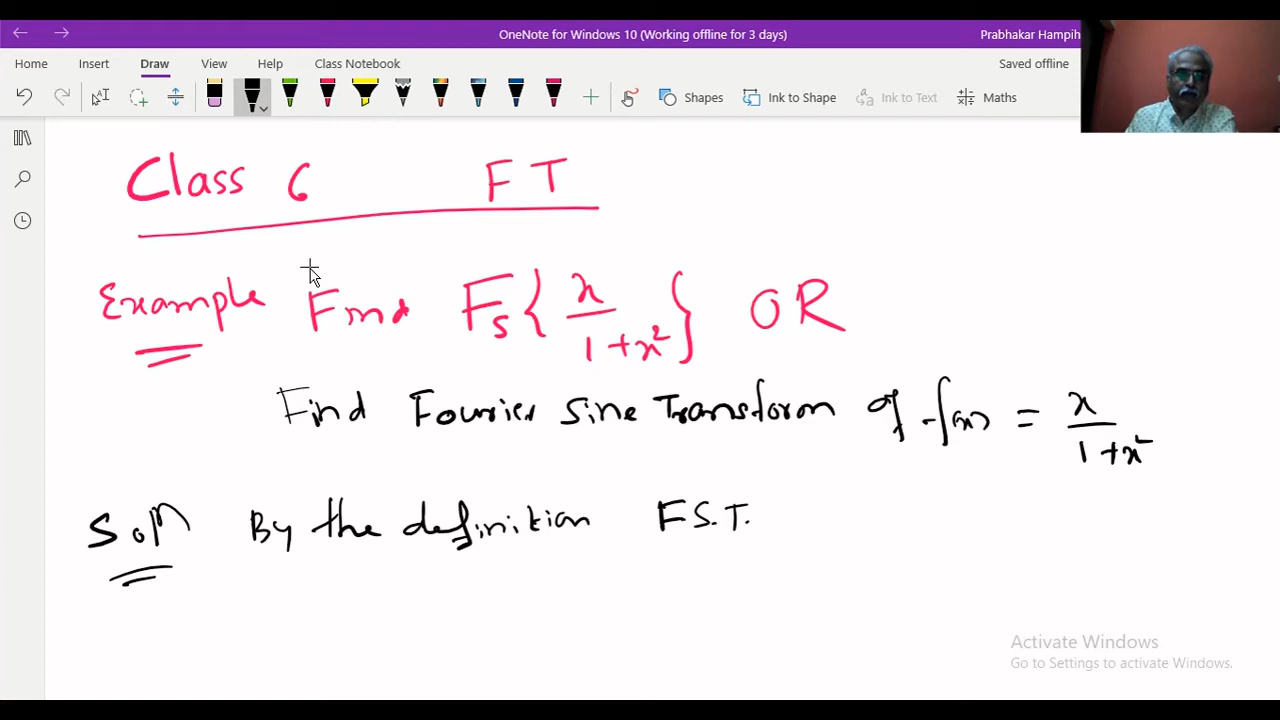 OneNote for Windows 10 (Working offline for 3 days)
Prabhakar Hampih
Home Insert Draw View Help Class Notebook Saved offline
Shapes Ink to Shape Ink to Text Maths
Class 6 FT
Example Find Fs{x/(1+x²)} OR
Find Fourier Sine Transform of f(x) = x/(1+x²)
Soln By the definition F.S.T.
Activate Windows
Go to Settings to activate Windows.